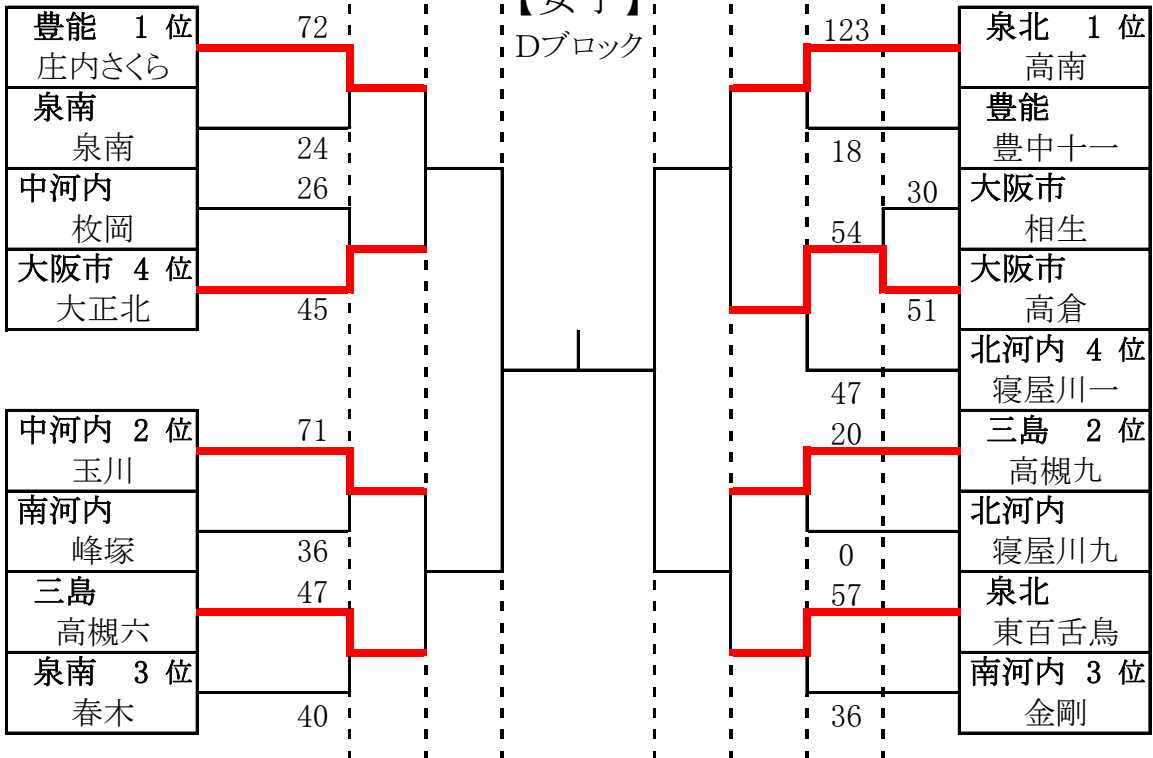 【女子】
Dブロック
豊能 1 位
庄内さくら
72
泉南
泉南
24
中河内
枚岡
26
大阪市 4 位
大正北
45
中河内 2 位
玉川
71
南河内
峰塚
36
三島
高槻六
47
泉南 3 位
春木
40
123
泉北 1 位
高南
豊能
豊中十一
18
30
大阪市
相生
54
大阪市
高倉
51
北河内 4 位
寝屋川一
47
三島 2 位
高槻九
20
北河内
寝屋川九
0
泉北
東百舌鳥
57
南河内 3 位
金剛
36